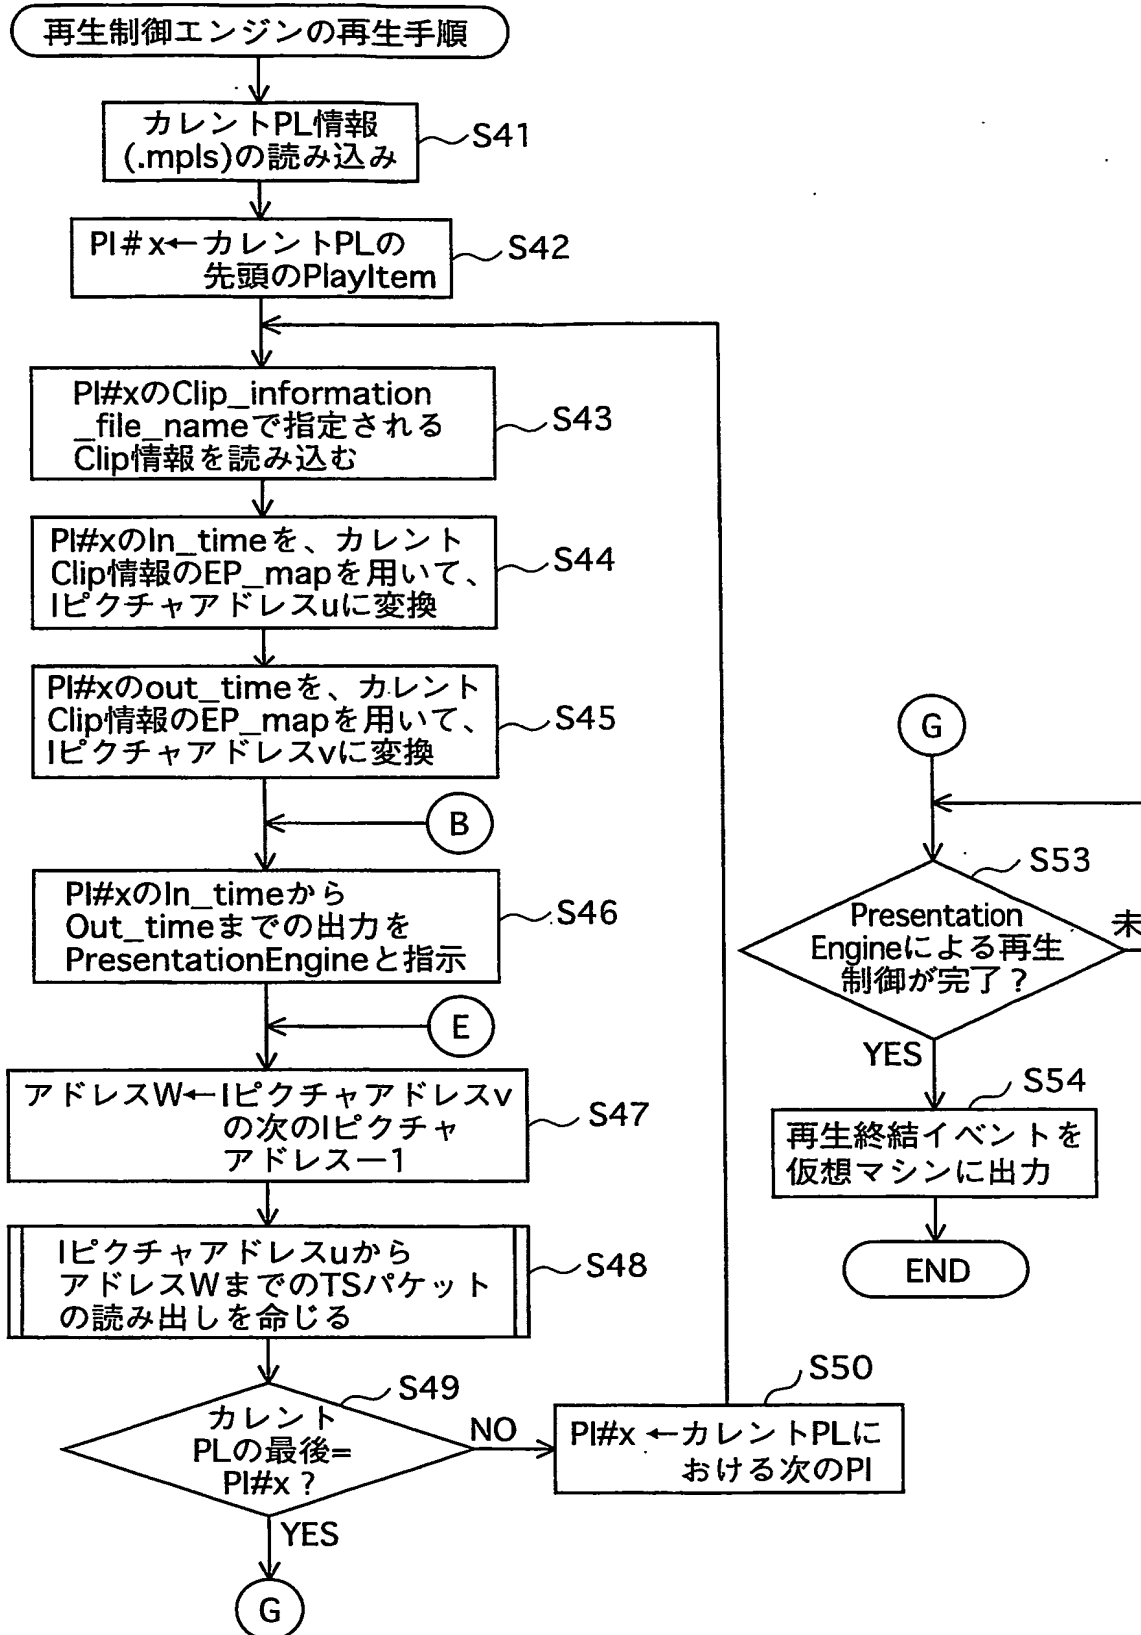 再生制御エンジンの再生手順
カレントPL情報
(.mpls)の読み込み
S41
PI#x←カレントPLの
先頭のPlayItem
S42
PI#xのClip_information
_file_nameで指定される
Clip情報を読み込む
S43
PI#xのIn_timeを、カレント
Clip情報のEP_mapを用いて、
Iピクチャアドレスuに変換
S44
PI#xのout_timeを、カレント
Clip情報のEP_mapを用いて、
Iピクチャアドレスvに変換
S45
B
PI#xのIn_timeから
Out_timeまでの出力を
PresentationEngineと指示
S46
E
アドレスW←Iピクチャアドレスv
の次のIピクチャ
アドレスー1
S47
Iピクチャアドレスuから
アドレスWまでのTSパケット
の読み出しを命じる
S48
カレント
PLの最後=
PI#x?
S49
NO
YES
PI#x ←カレントPLに
おける次のPI
S50
G
G
Presentation
Engineによる再生
制御が完了?
S53
未
YES
再生終結イベントを
仮想マシンに出力
S54
END